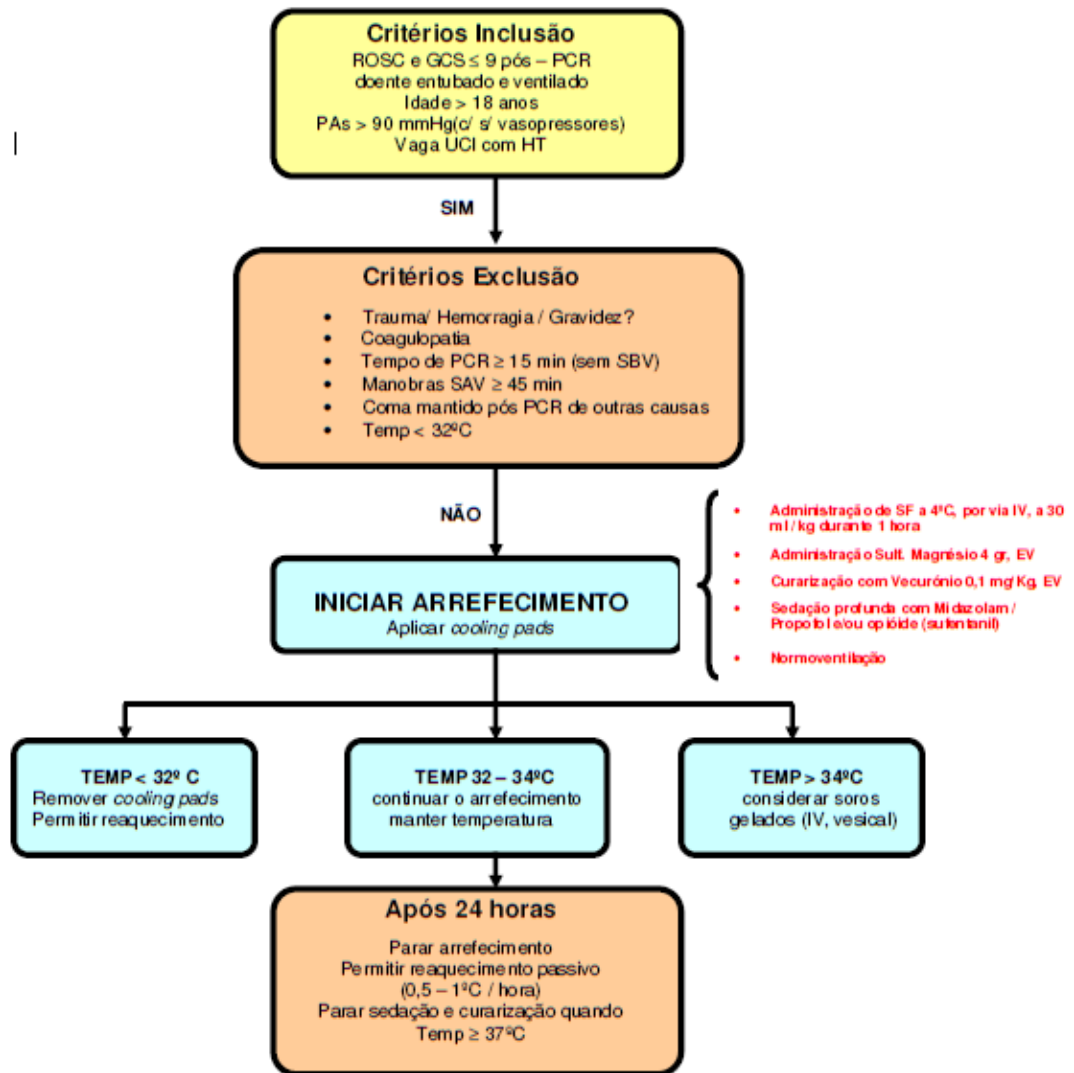 Critérios Inclusão
ROSC e GCS ≤ 9 pós – PCR
doente entubado e ventilado
Idade > 18 anos
PAs > 90 mmHg(c/ s/ vasopressores)
Vaga UCI com HT
SIM
Critérios Exclusão
• Trauma/ Hemorragia / Gravidez?
• Coagulopatia
• Tempo de PCR ≥ 15 min (sem SBV)
• Manobras SAV ≥ 45 min
• Coma mantido pós PCR de outras causas
• Temp < 32ºC
NÃO
INICIAR ARREFECIMENTO
Aplicar cooling pads
• Administração de SF a 4ºC, por via IV, a 30
ml / kg durante 1 hora
• Administração Sulf. Magnésio 4 gr, EV
• Curarização com Vecurónio 0,1 mg/Kg, EV
• Sedação profunda com Midazolam /
Propofol e/ou opióide (sufentanil)
• Normoventilação
TEMP < 32º C
Remover cooling pads
Permitir reaquecimento
TEMP 32 – 34ºC
continuar o arrefecimento
manter temperatura
TEMP > 34ºC
considerar soros
gelados (IV, vesical)
Após 24 horas
Parar arrefecimento
Permitir reaquecimento passivo
(0,5 – 1ºC / hora)
Parar sedação e curarização quando
Temp ≥ 37ºC